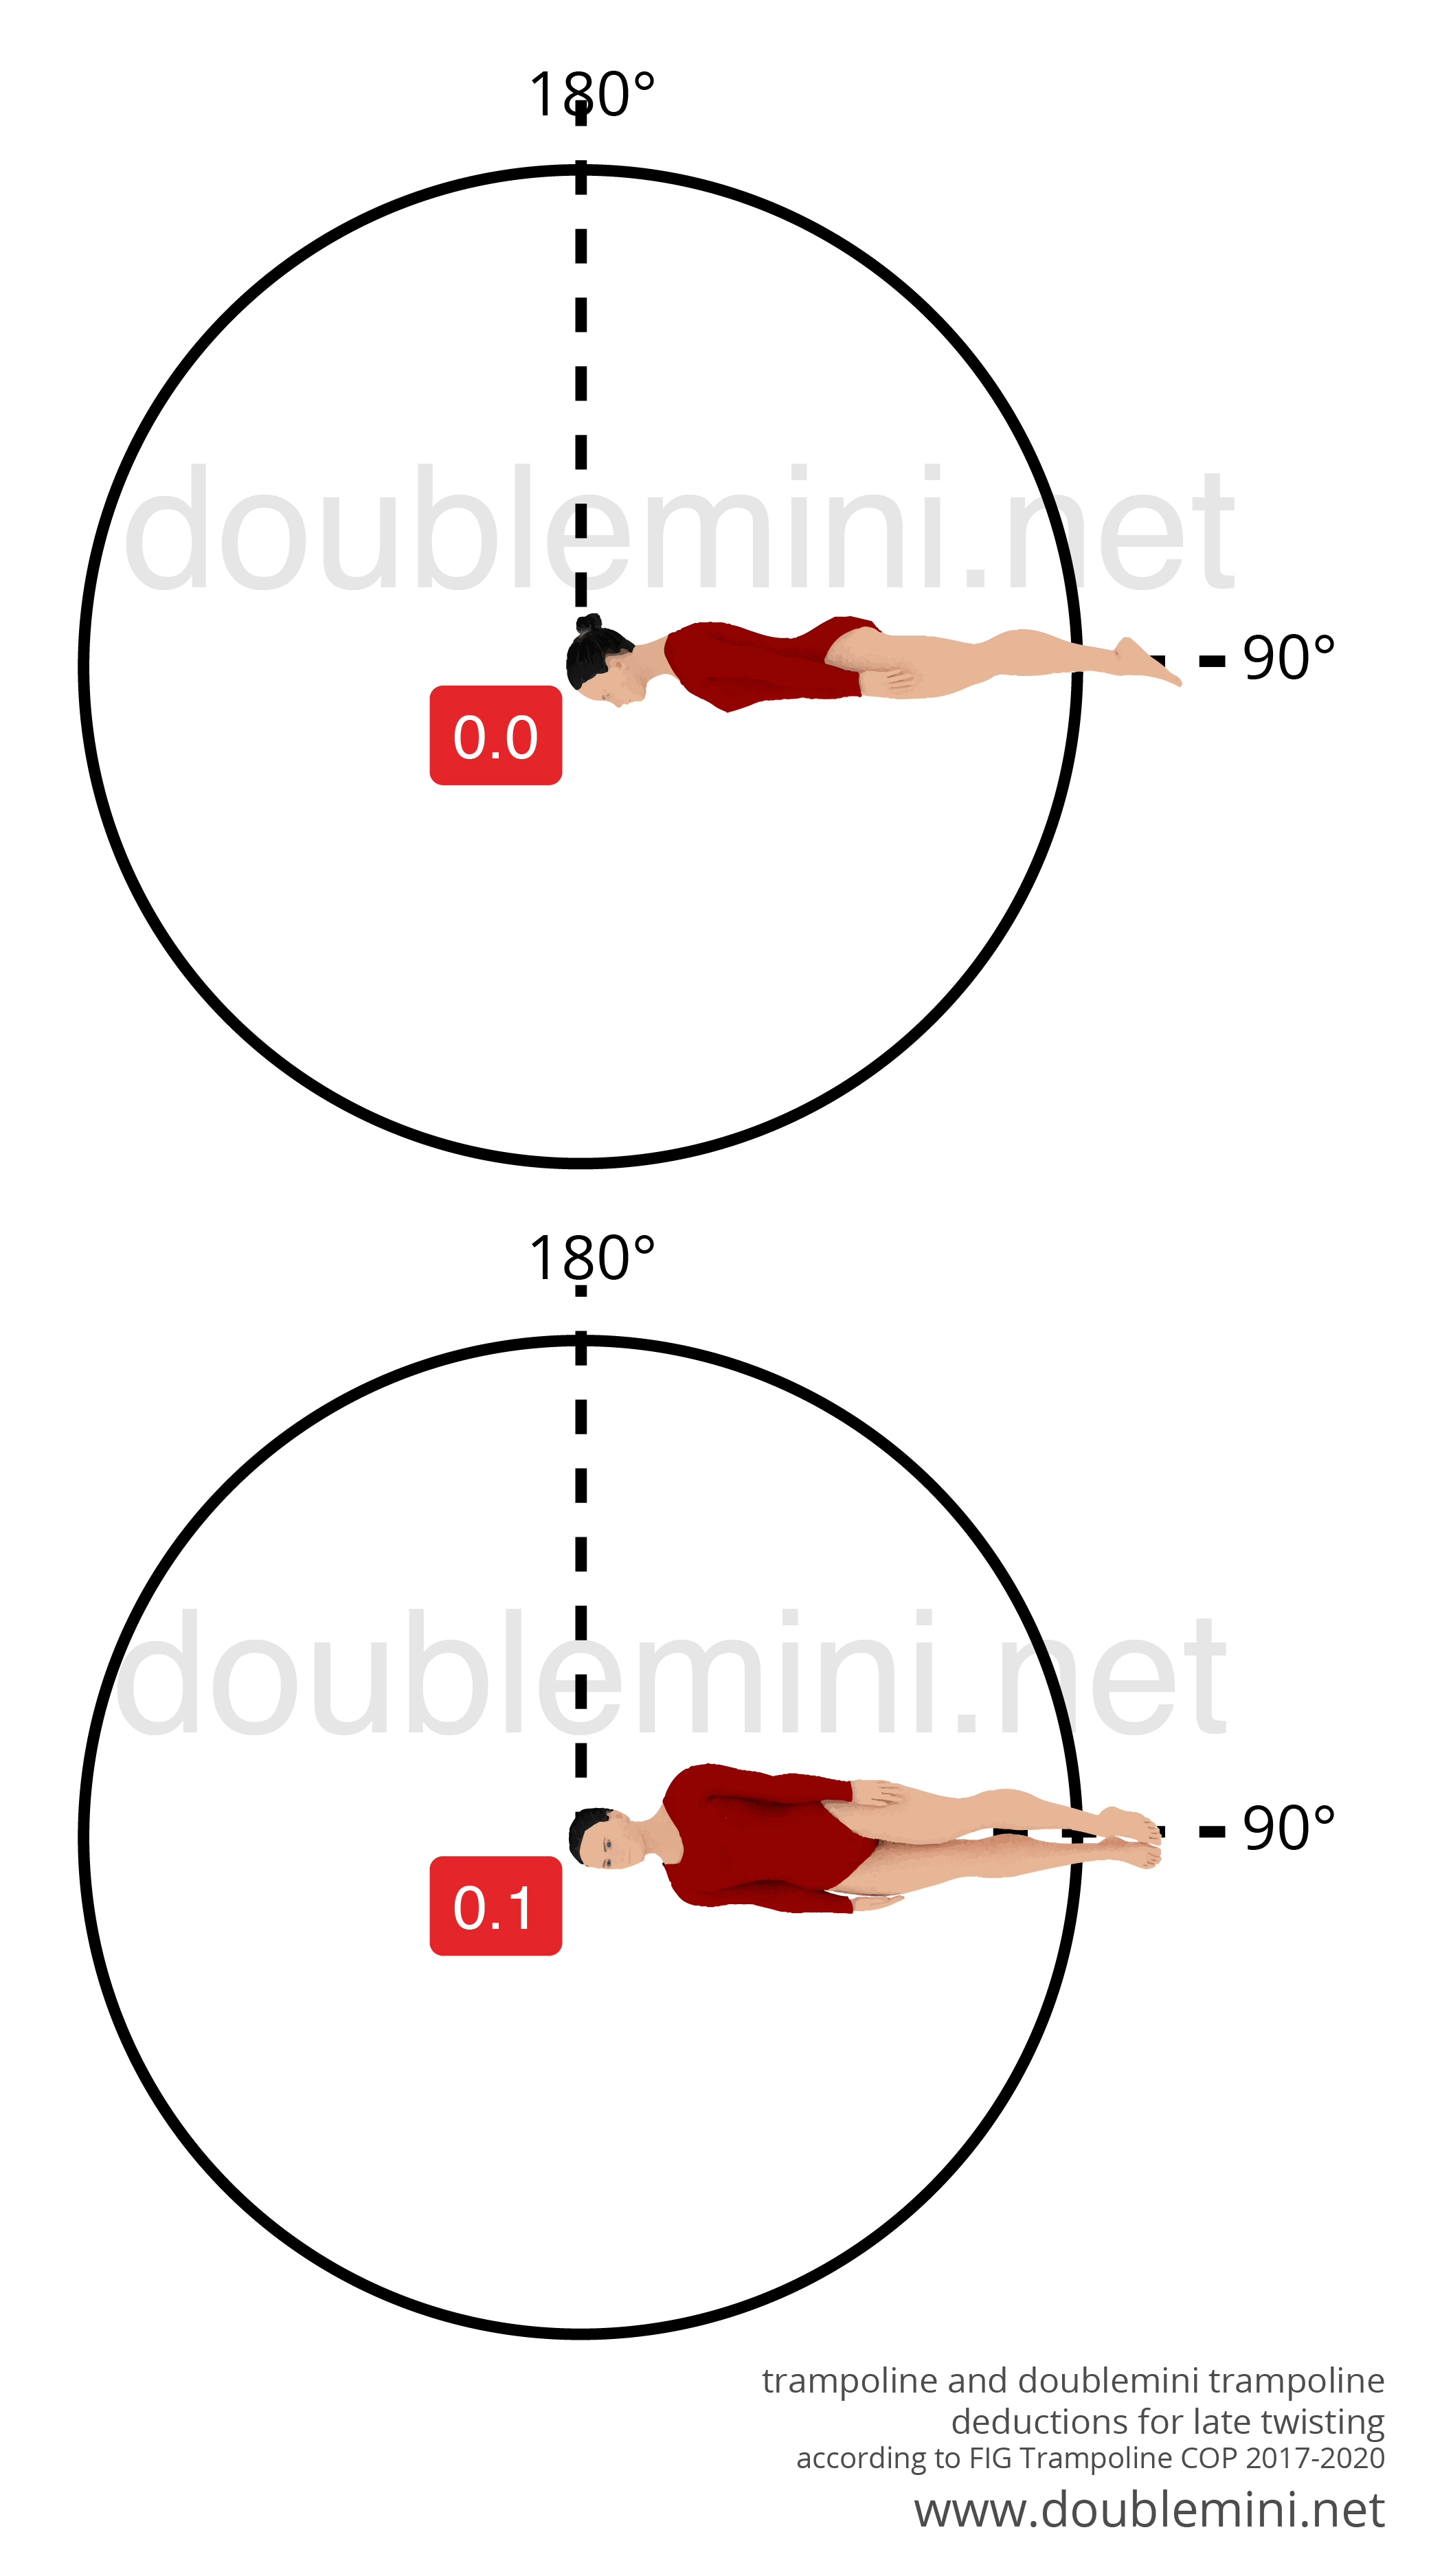 180°
doublemini.net
90°
0.0
180°
doublemini.net
90°
0.1
trampoline and doublemini trampoline
deductions for late twisting
according to FIG Trampoline COP 2017-2020
www.doublemini.net